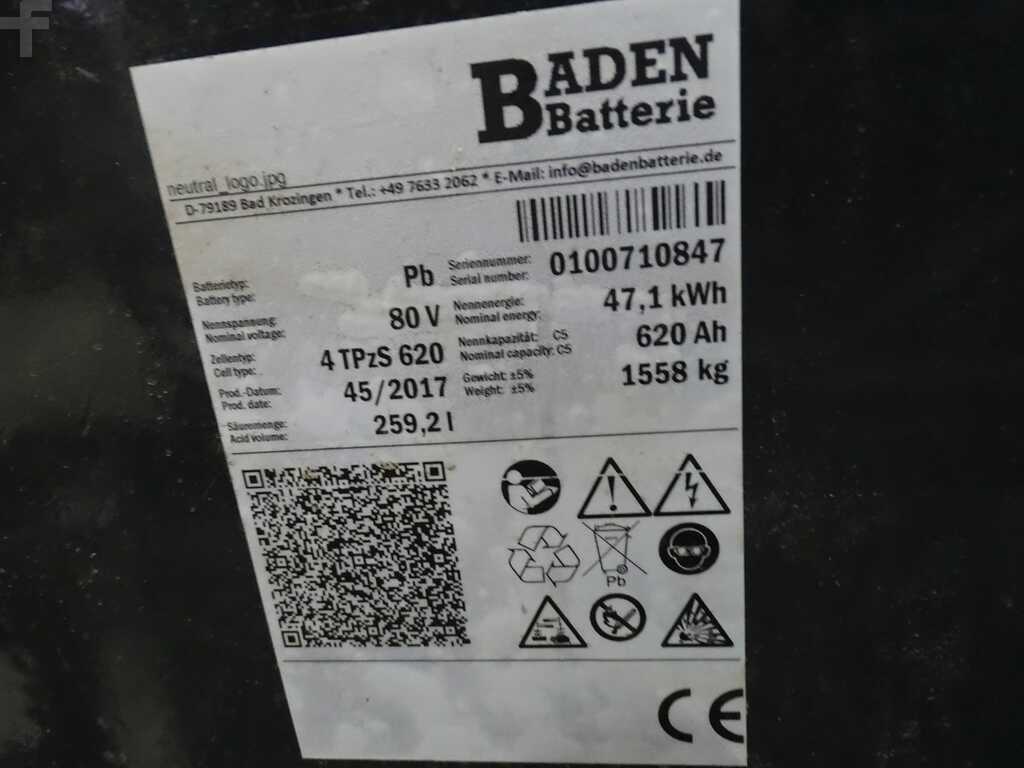 BADEN
Batterie
neutral_logo.jpg
D-79189 Bad Krozingen * Tel.: +49 7633 2062 * E-Mail: info@badenbatterie.de
Batterietyp: Pb Seriennummer: 0100710847
Battery type: Serial number:
Nennspannung: 80 V Nennenergie: 47,1 kWh
Nominal voltage: Nominal energy:
Zellentyp: 4 TPzS 620 Nennkapazität: C5 620 Ah
Cell type: Nominal capacity: C5
Prod.-Datum: 45/2017 Gewicht: ±5% 1558 kg
Prod. date: Weight: ±5%
Säuremenge: 259,2 l
Acid volume:
Pb
CE